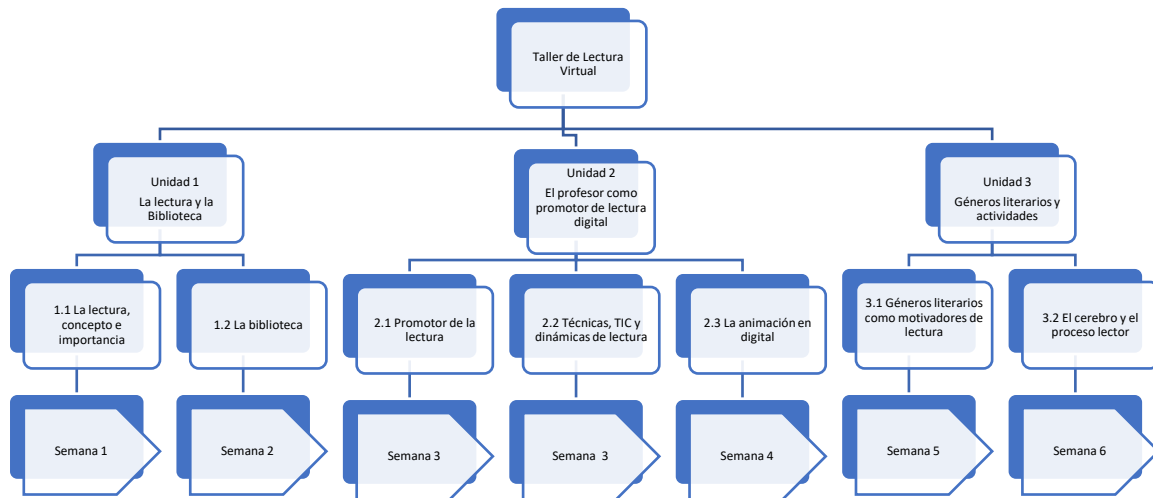 Taller de Lectura
Virtual
Unidad 1
La lectura y la
Biblioteca
Unidad 2
El profesor como
promotor de lectura
digital
Unidad 3
Géneros literarios y
actividades
1.1 La lectura,
concepto e
importancia
1.2 La biblioteca
2.1 Promotor de la
lectura
2.2 Técnicas, TIC y
dinámicas de lectura
2.3 La animación en
digital
3.1 Géneros literarios
como motivadores de
lectura
3.2 El cerebro y el
proceso lector
Semana 1
Semana 2
Semana 3
Semana 3
Semana 4
Semana 5
Semana 6